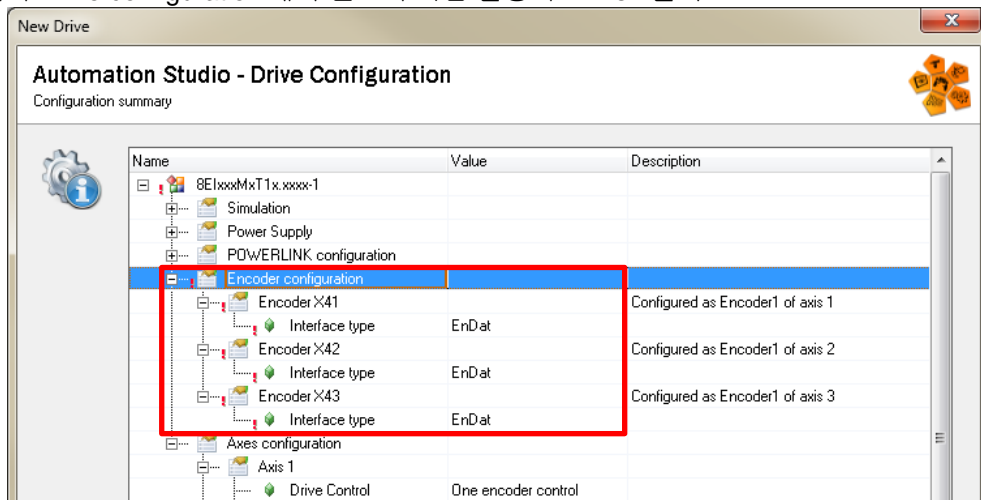 New Drive
Automation Studio - Drive Configuration
Configuration summary
Name Value Description
8EIxxxMxT1x.xxxx-1
Simulation
Power Supply
POWERLINK configuration
Encoder configuration
Encoder X41 Configured as Encoder1 of axis 1
Interface type EnDat
Encoder X42 Configured as Encoder1 of axis 2
Interface type EnDat
Encoder X43 Configured as Encoder1 of axis 3
Interface type EnDat
Axes configuration
Axis 1
Drive Control One encoder control